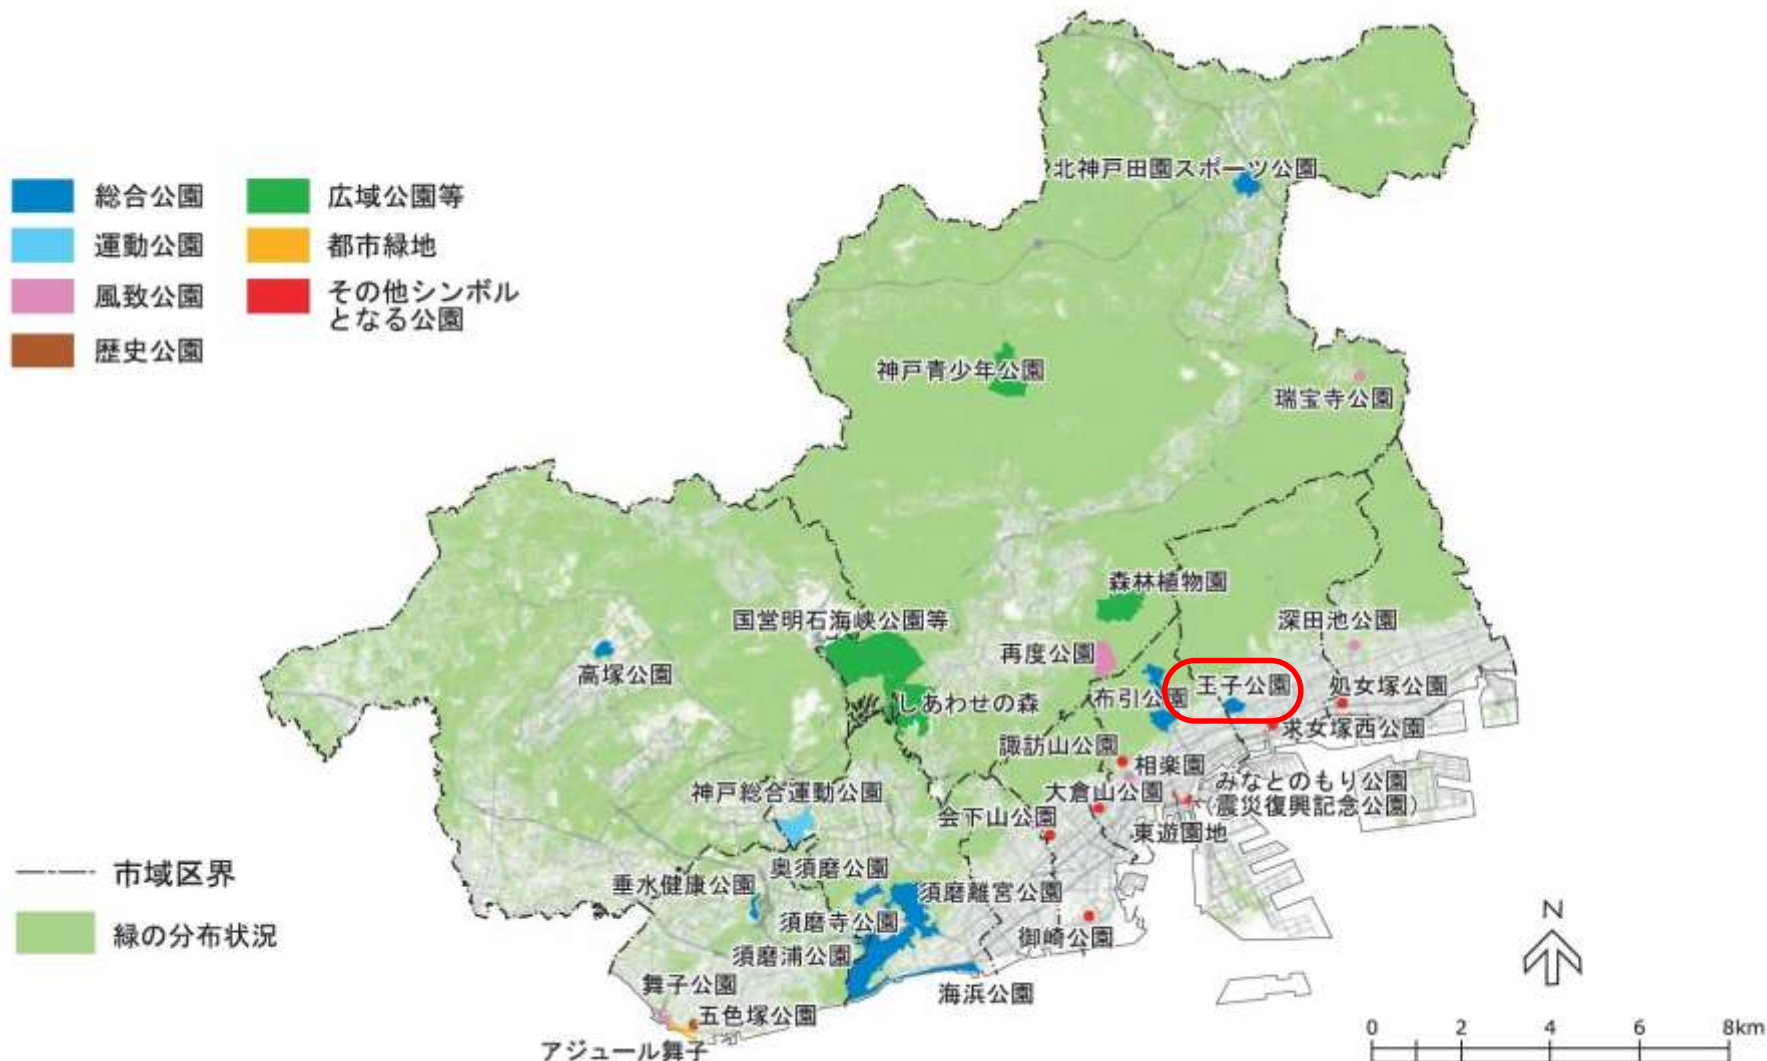 総合公園
運動公園
風致公園
歴史公園
広域公園等
都市緑地
その他シンボル
となる公園
北神戸田園スポーツ公園
神戸青少年公園
瑞宝寺公園
森林植物園
国営明石海峡公園等
深田池公園
再度公園
高塚公園
しあわせの森
布引公園
王子公園
処女塚公園
求女塚西公園
諏訪山公園
相楽園
みなとのもり公園
(震災復興記念公園)
神戸総合運動公園
大倉山公園
会下山公園
東遊園地
奥須磨公園
垂水健康公園
須磨離宮公園
須磨寺公園
御崎公園
須磨浦公園
舞子公園
海浜公園
五色塚公園
アジュール舞子
市域区界
緑の分布状況
N
0 2 4 6 8km